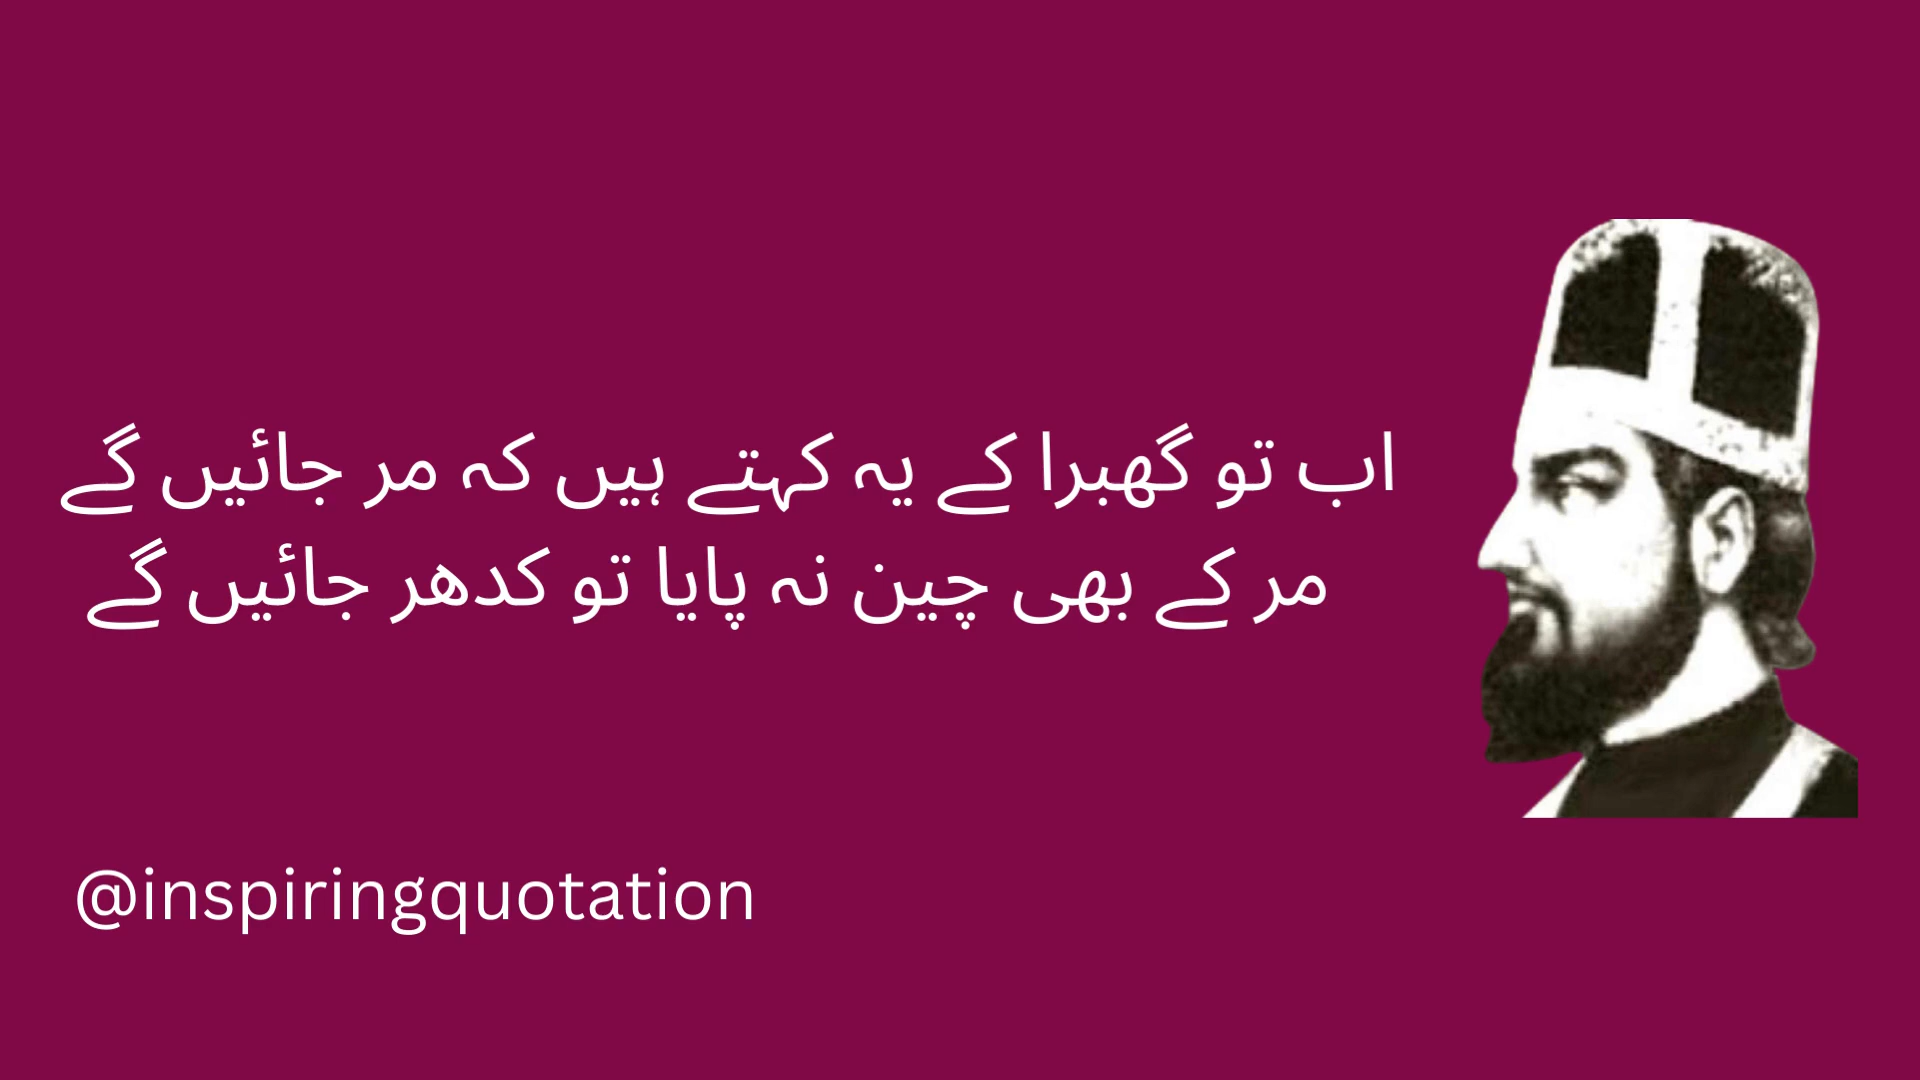 اب تو گھبرا کے یہ کہتے ہیں کہ مر جائیں گے
مر کے بھی چین نہ پایا تو کدھر جائیں گے
@inspiringquotation